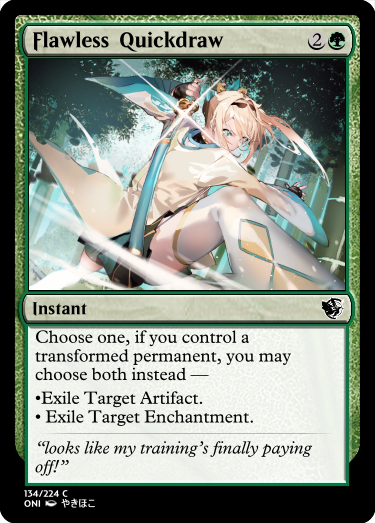 Flawless Quickdraw 2
Instant
Choose one, if you control a
transformed permanent, you may
choose both instead —
•Exile Target Artifact.
• Exile Target Enchantment.
“looks like my training’s finally paying
off!”
134/224 C
ONI やきほこ